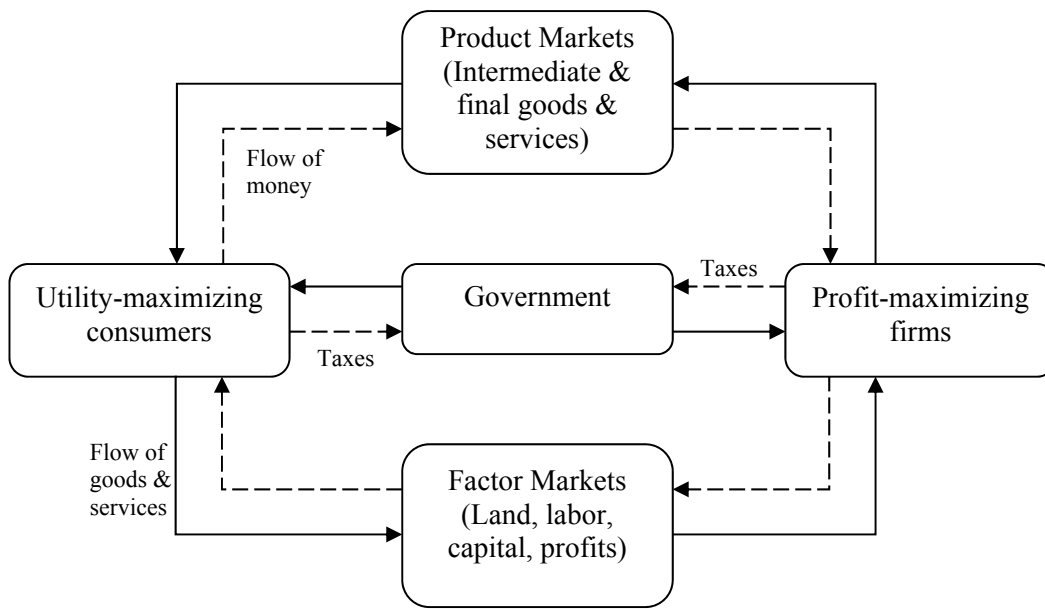 Product Markets
(Intermediate &
final goods &
services)
Flow of
money
Utility-maximizing
consumers
Government
Taxes
Profit-maximizing
firms
Taxes
Flow of
goods &
services
Factor Markets
(Land, labor,
capital, profits)